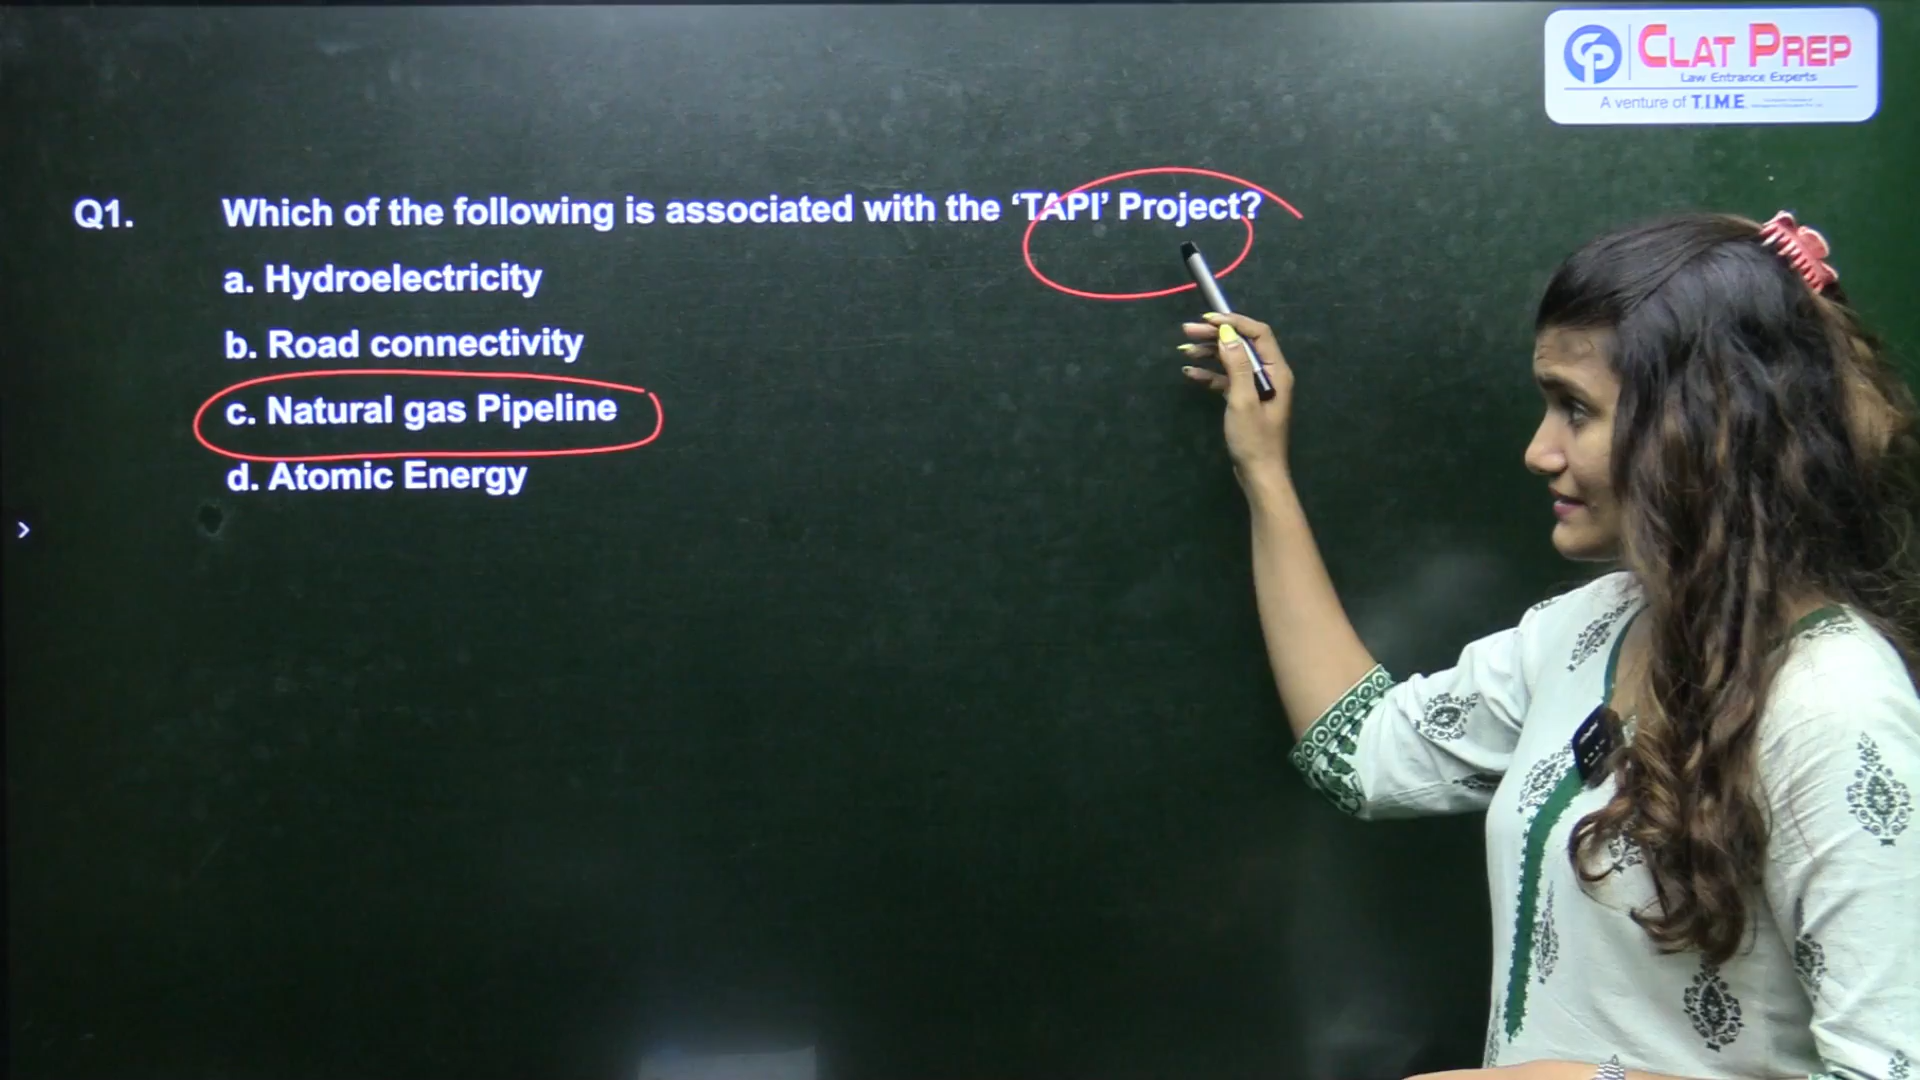 CLAT PREP
Law Entrance Experts
A venture of T.I.M.E.
Q1. Which of the following is associated with the ‘TAPI’ Project?
a. Hydroelectricity
b. Road connectivity
c. Natural gas Pipeline
d. Atomic Energy